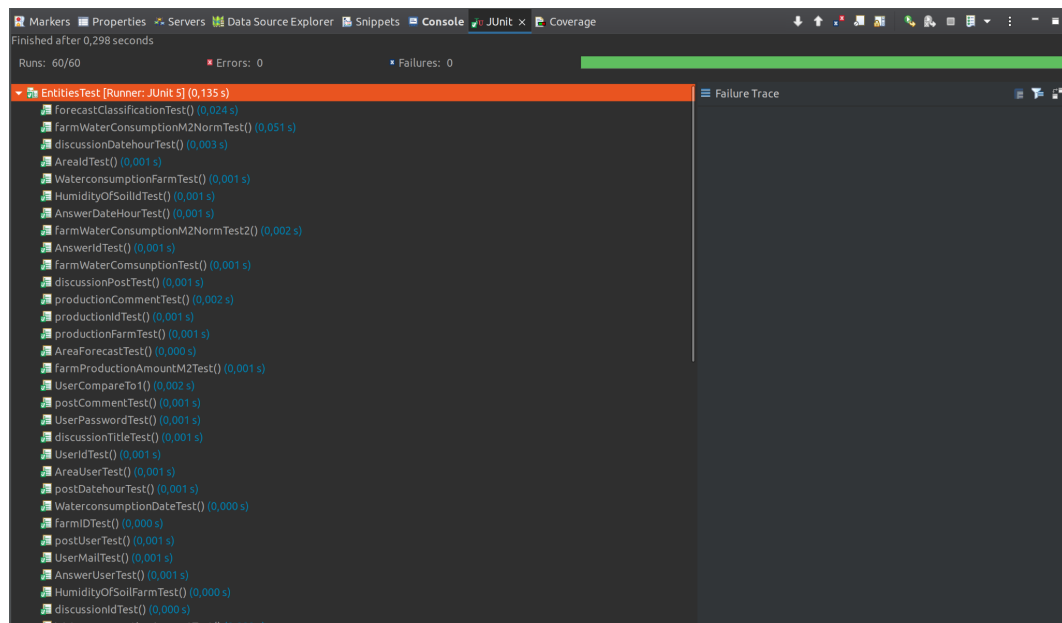 Markers Properties Servers Data Source Explorer Snippets Console JUnit × Coverage
Finished after 0,298 seconds
Runs: 60/60 Errors: 0 Failures: 0
EntitiesTest [Runner: JUnit 5] (0,135 s)
Failure Trace
forecastClassificationTest() (0,024 s)
farmWaterConsumptionM2NormTest() (0,051 s)
discussionDatehourTest() (0,003 s)
AreaIdTest() (0,001 s)
WaterconsumptionFarmTest() (0,001 s)
HumidityOfSoilIdTest() (0,001 s)
AnswerDateHourTest() (0,001 s)
farmWaterConsumptionM2NormTest2() (0,002 s)
AnswerIdTest() (0,001 s)
farmWaterComsunptionTest() (0,001 s)
discussionPostTest() (0,001 s)
productionCommentTest() (0,002 s)
productionIdTest() (0,001 s)
productionFarmTest() (0,001 s)
AreaForecastTest() (0,000 s)
farmProductionAmountM2Test() (0,001 s)
UserCompareTo1() (0,002 s)
postCommentTest() (0,001 s)
UserPasswordTest() (0,001 s)
discussionTitleTest() (0,001 s)
UserIdTest() (0,001 s)
AreaUserTest() (0,001 s)
postDatehourTest() (0,001 s)
WaterconsumptionDateTest() (0,000 s)
farmIDTest() (0,000 s)
postUserTest() (0,001 s)
UserMailTest() (0,001 s)
AnswerUserTest() (0,001 s)
HumidityOfSoilFarmTest() (0,000 s)
discussionIdTest() (0,000 s)